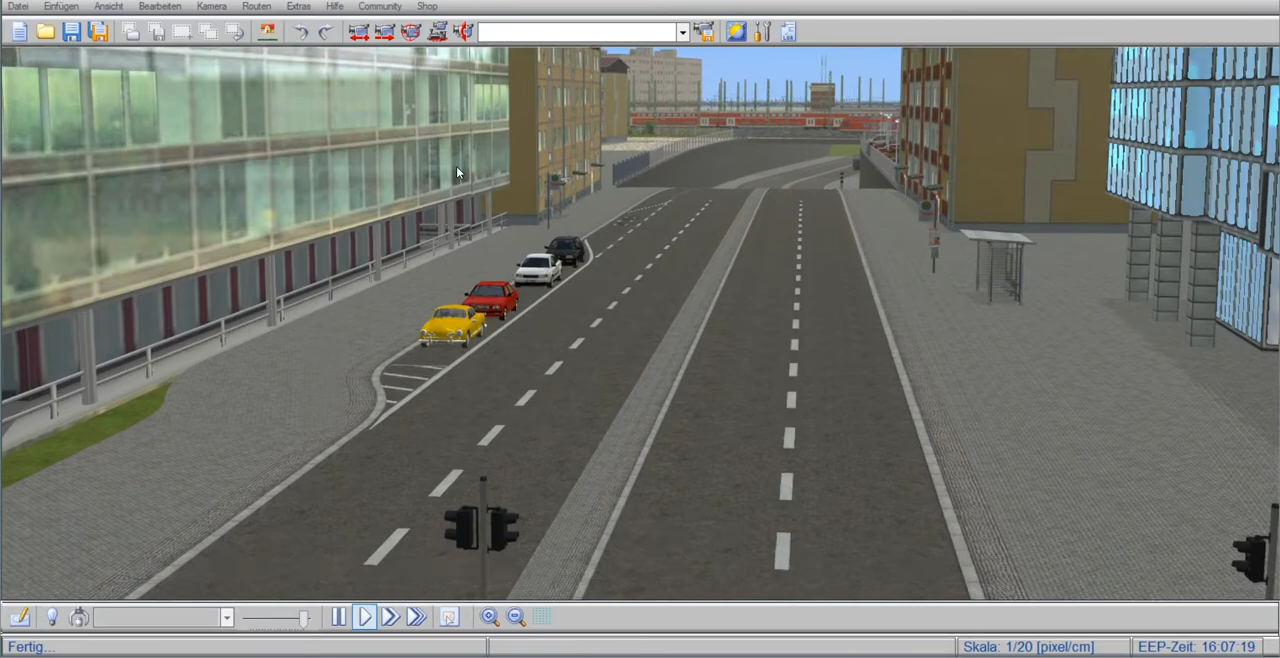 Datei Einfügen Ansicht Bearbeiten Kamera Routen Extras Hilfe Community Shop
Fertig... Skala: 1/20 [pixel/cm] EEP-Zeit: 16:07:19